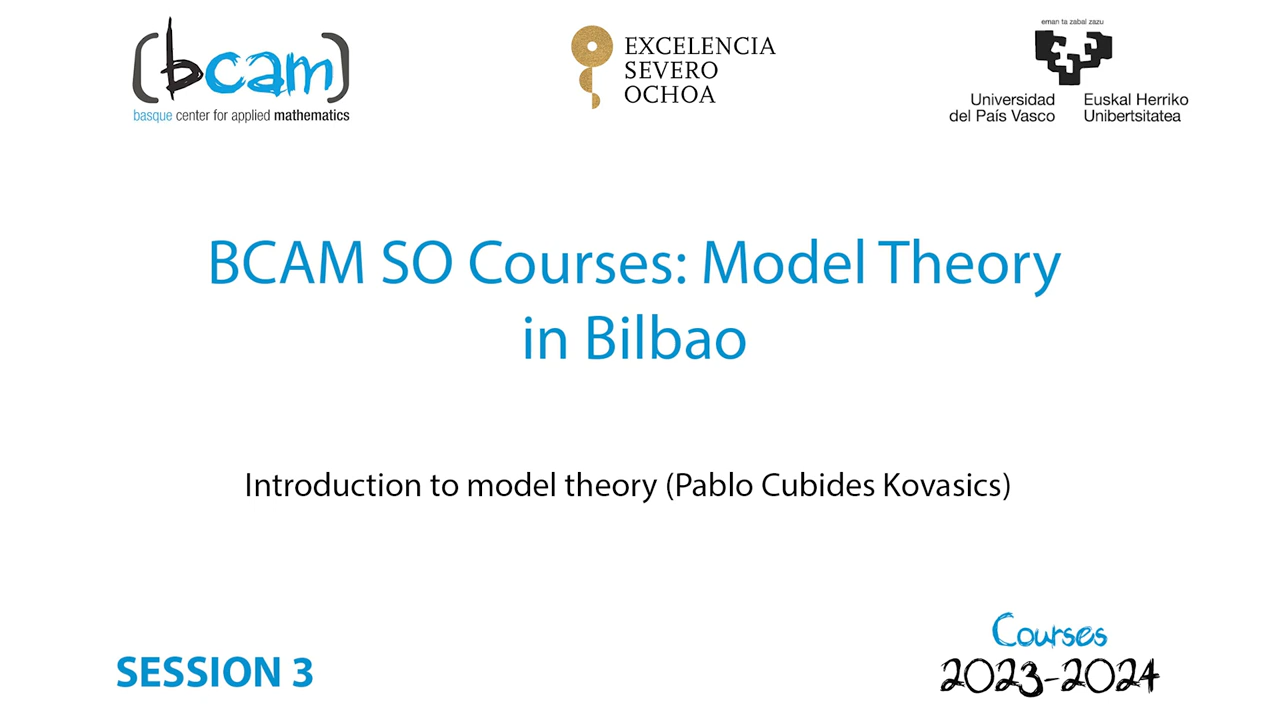 (bcam)
basque center for applied mathematics
EXCELENCIA
SEVERO
OCHOA
eman ta zabal zazu
Universidad
del País Vasco
Euskal Herriko
Unibertsitatea
BCAM SO Courses: Model Theory
in Bilbao
Introduction to model theory (Pablo Cubides Kovasics)
SESSION 3
Courses
2023-2024